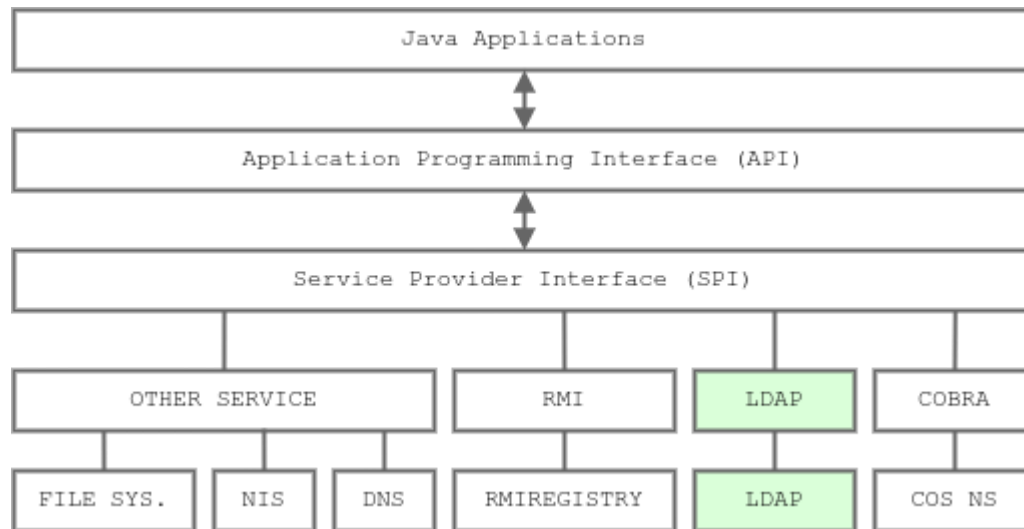 Java Applications
Application Programming Interface (API)
Service Provider Interface (SPI)
OTHER SERVICE
RMI
LDAP
COBRA
FILE SYS.
NIS
DNS
RMIREGISTRY
LDAP
COS NS